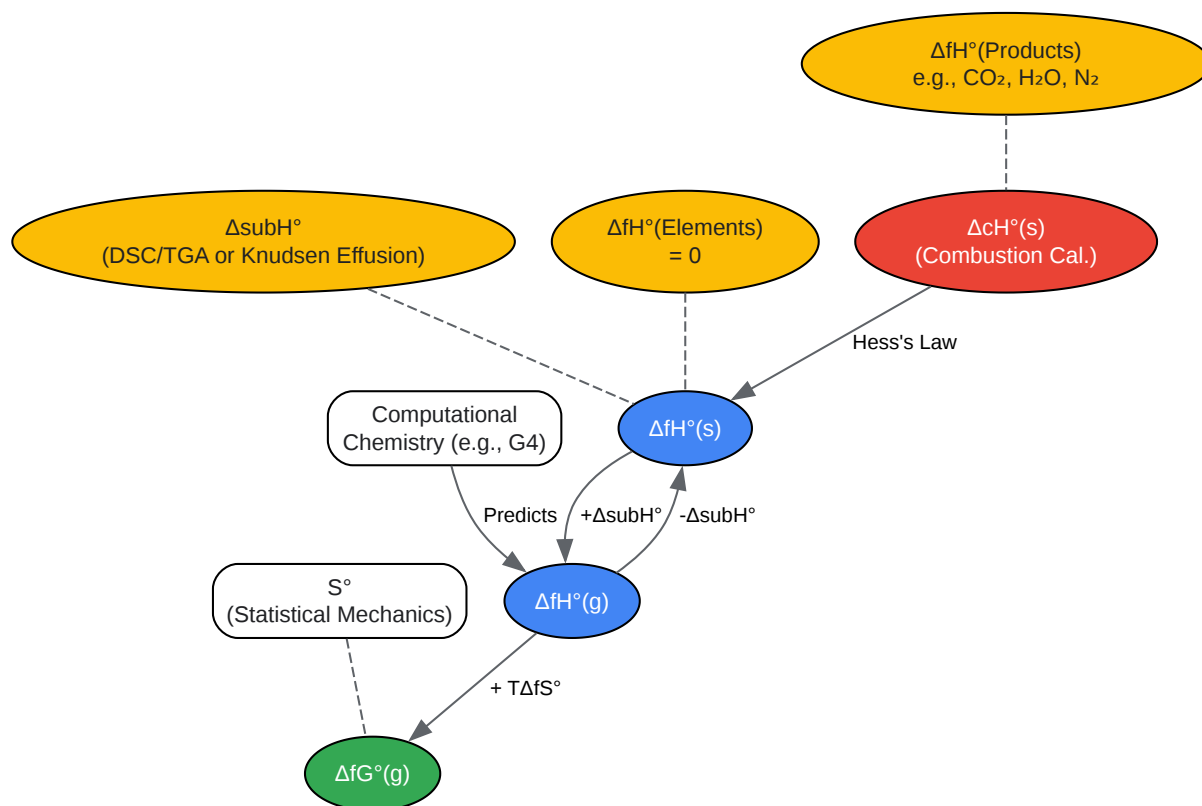 ΔfH°(Products)
e.g., CO₂, H₂O, N₂
ΔsubH°
(DSC/TGA or Knudsen Effusion)
ΔfH°(Elements)
= 0
ΔcH°(s)
(Combustion Cal.)
Hess's Law
Computational
Chemistry (e.g., G4)
ΔfH°(s)
Predicts
+ΔsubH°
-ΔsubH°
S°
(Statistical Mechanics)
ΔfH°(g)
+ TΔfS°
ΔfG°(g)